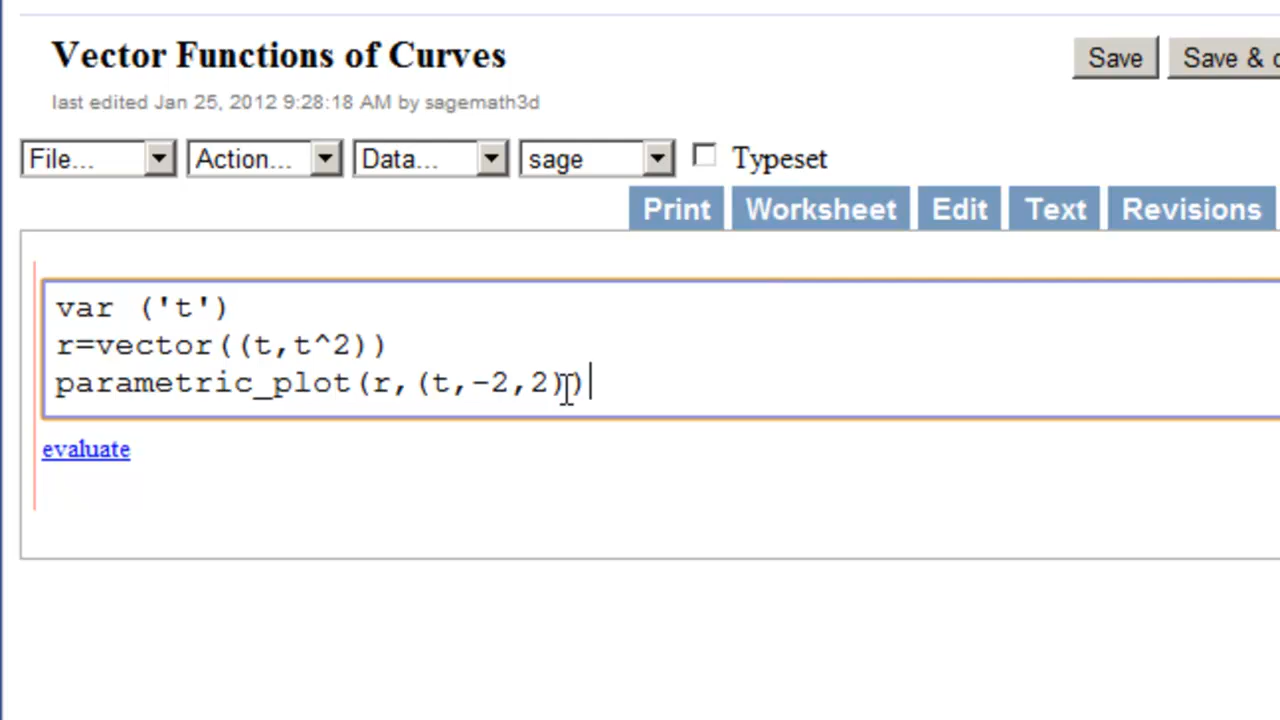 Vector Functions of Curves
Save
Save &
last edited Jan 25, 2012 9:28:18 AM by sagemath3d
File...
Action...
Data...
sage
Typeset
Print
Worksheet
Edit
Text
Revisions
var ('t')
r=vector((t,t^2))
parametric_plot(r,(t,-2,2))
evaluate